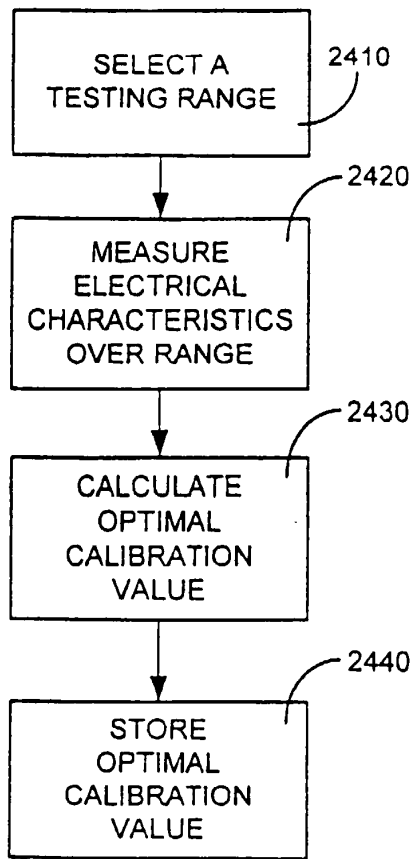 SELECT A
TESTING RANGE
2410
2420
MEASURE
ELECTRICAL
CHARACTERISTICS
OVER RANGE
2430
CALCULATE
OPTIMAL
CALIBRATION
VALUE
2440
STORE
OPTIMAL
CALIBRATION
VALUE